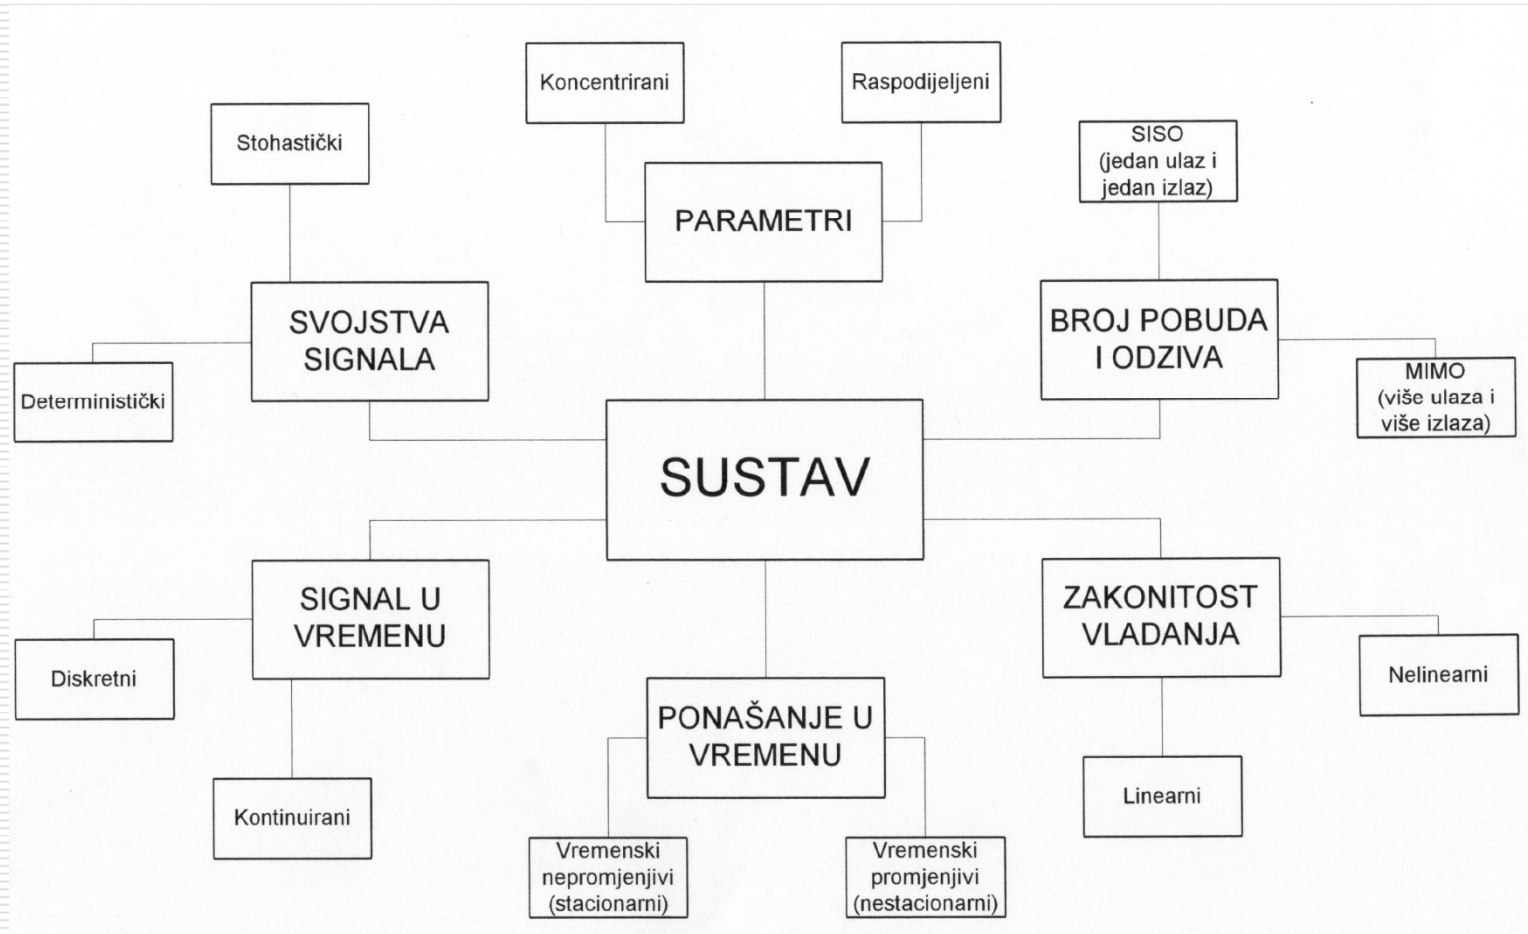 Koncentrirani
Raspodijeljeni
Stohastički
SISO
(jedan ulaz i
jedan izlaz)
PARAMETRI
SVOJSTVA
SIGNALA
BROJ POBUDA
I ODZIVA
Deterministički
MIMO
(više ulaza i
više izlaza)
SUSTAV
SIGNAL U
VREMENU
ZAKONITOST
VLADANJA
Diskretni
Nelinearni
PONAŠANJE U
VREMENU
Kontinuirani
Linearni
Vremenski
nepromjenjivi
(stacionarni)
Vremenski
promjenjivi
(nestacionarni)